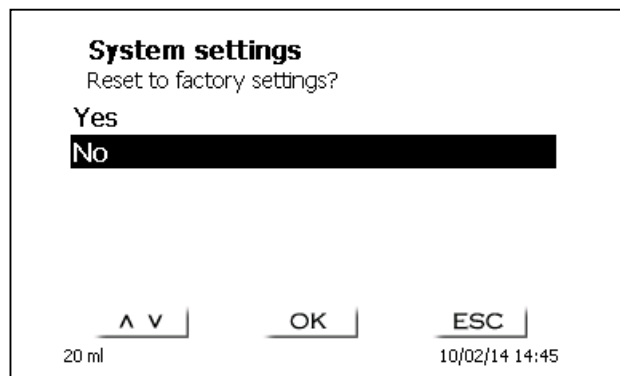 System settings
Reset to factory settings?
Yes
No
∧ ∨ OK ESC
20 ml 10/02/14 14:45